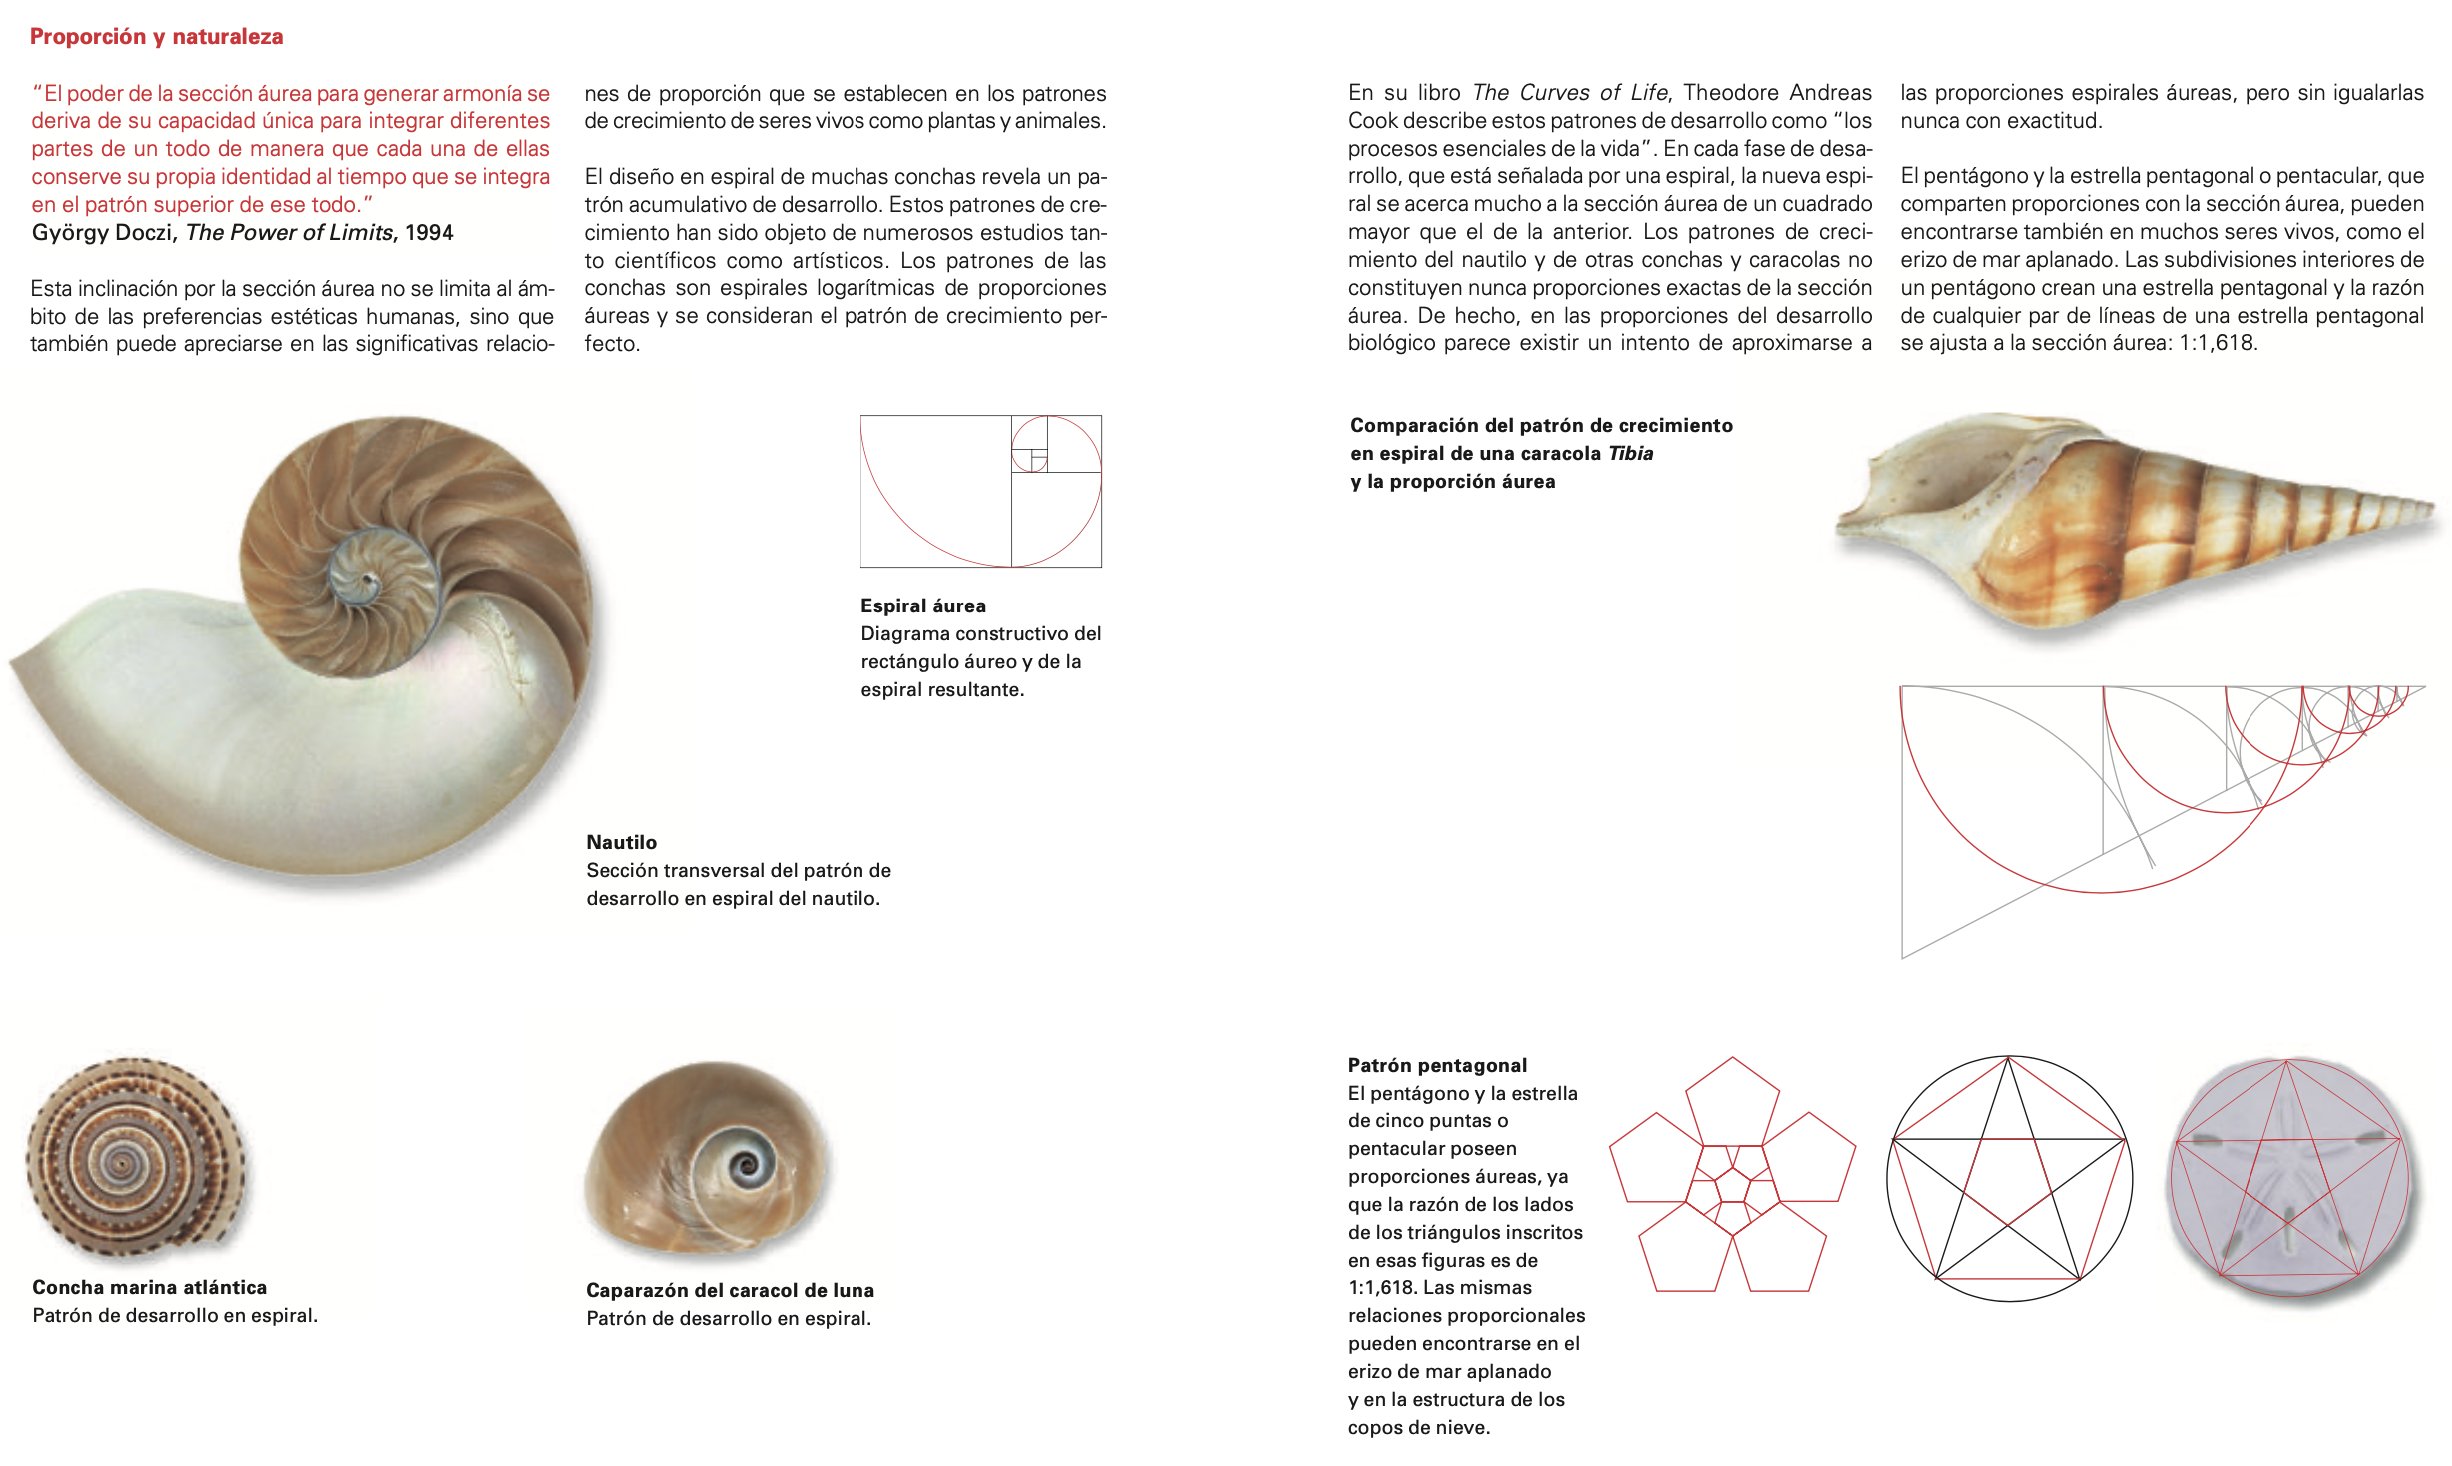 Proporción y naturaleza
“El poder de la sección áurea para generar armonía se
deriva de su capacidad única para integrar diferentes
partes de un todo de manera que cada una de ellas
conserve su propia identidad al tiempo que se integra
en el patrón superior de ese todo.”
György Doczi, The Power of Limits, 1994
Esta inclinación por la sección áurea no se limita al ám-
bito de las preferencias estéticas humanas, sino que
también puede apreciarse en las significativas relacio-
nes de proporción que se establecen en los patrones
de crecimiento de seres vivos como plantas y animales.
El diseño en espiral de muchas conchas revela un pa-
trón acumulativo de desarrollo. Estos patrones de cre-
cimiento han sido objeto de numerosos estudios tan-
to científicos como artísticos. Los patrones de las
conchas son espirales logarítmicas de proporciones
áureas y se consideran el patrón de crecimiento per-
fecto.
Espiral áurea
Diagrama constructivo del
rectángulo áureo y de la
espiral resultante.
Nautilo
Sección transversal del patrón de
desarrollo en espiral del nautilo.
Concha marina atlántica
Patrón de desarrollo en espiral.
Caparazón del caracol de luna
Patrón de desarrollo en espiral.
En su libro The Curves of Life, Theodore Andreas
Cook describe estos patrones de desarrollo como “los
procesos esenciales de la vida”. En cada fase de desa-
rrollo, que está señalada por una espiral, la nueva espi-
ral se acerca mucho a la sección áurea de un cuadrado
mayor que el de la anterior. Los patrones de creci-
miento del nautilo y de otras conchas y caracolas no
constituyen nunca proporciones exactas de la sección
áurea. De hecho, en las proporciones del desarrollo
biológico parece existir un intento de aproximarse a
las proporciones espirales áureas, pero sin igualarlas
nunca con exactitud.
El pentágono y la estrella pentagonal o pentacular, que
comparten proporciones con la sección áurea, pueden
encontrarse también en muchos seres vivos, como el
erizo de mar aplanado. Las subdivisiones interiores de
un pentágono crean una estrella pentagonal y la razón
de cualquier par de líneas de una estrella pentagonal
se ajusta a la sección áurea: 1:1,618.
Comparación del patrón de crecimiento
en espiral de una caracola Tibia
y la proporción áurea
Patrón pentagonal
El pentágono y la estrella
de cinco puntas o
pentacular poseen
proporciones áureas, ya
que la razón de los lados
de los triángulos inscritos
en esas figuras es de
1:1,618. Las mismas
relaciones proporcionales
pueden encontrarse en el
erizo de mar aplanado
y en la estructura de los
copos de nieve.